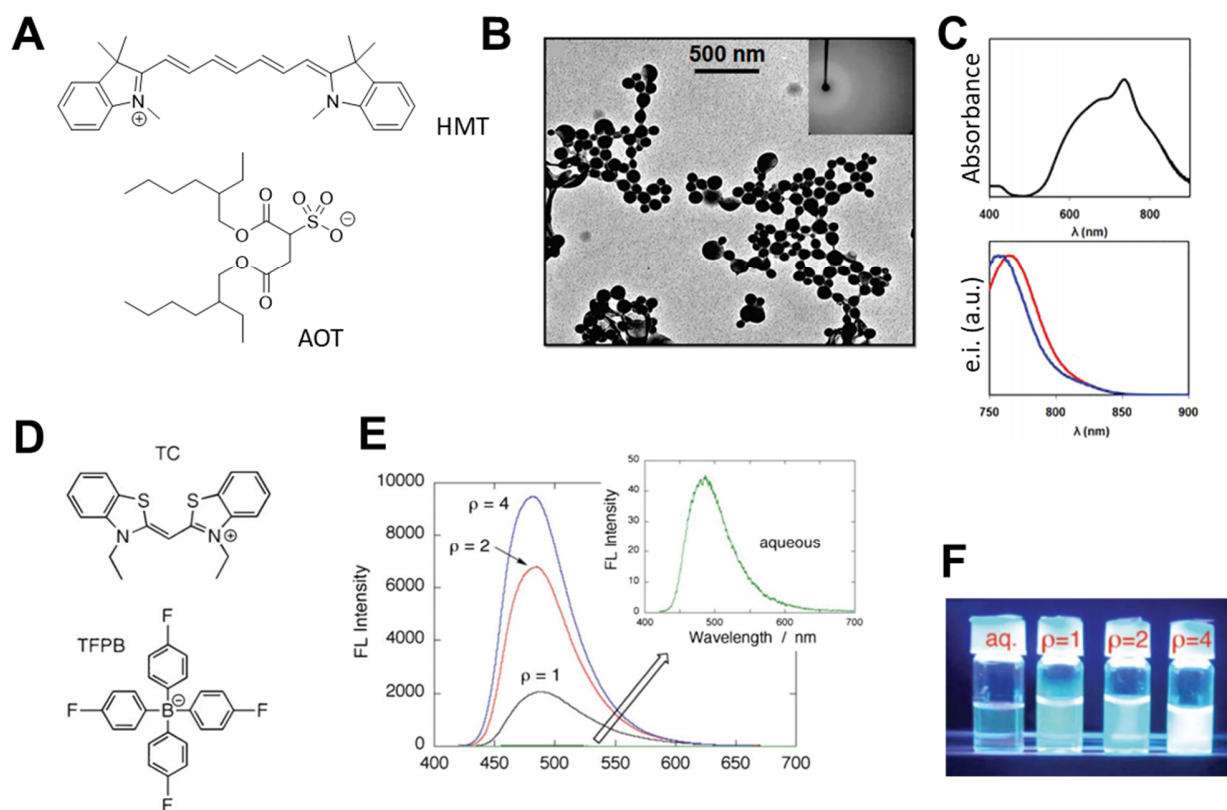 A
N
⊕
N
HMT
O
O
O
O
S
O
⊖
O
O
AOT
B
500 nm
C
Absorbance
400
600
800
λ (nm)
e.i. (a.u.)
750
800
850
900
λ (nm)
D
TC
S
S
N
N
⊕
TFPB
F
F
B
⊖
F
F
E
FL Intensity
10000
8000
6000
4000
2000
0
400
450
500
550
600
650
700
ρ = 4
ρ = 2
ρ = 1
FL Intensity
50
40
30
20
10
0
aqueous
400
500
600
700
Wavelength / nm
F
aq.
ρ=1
ρ=2
ρ=4